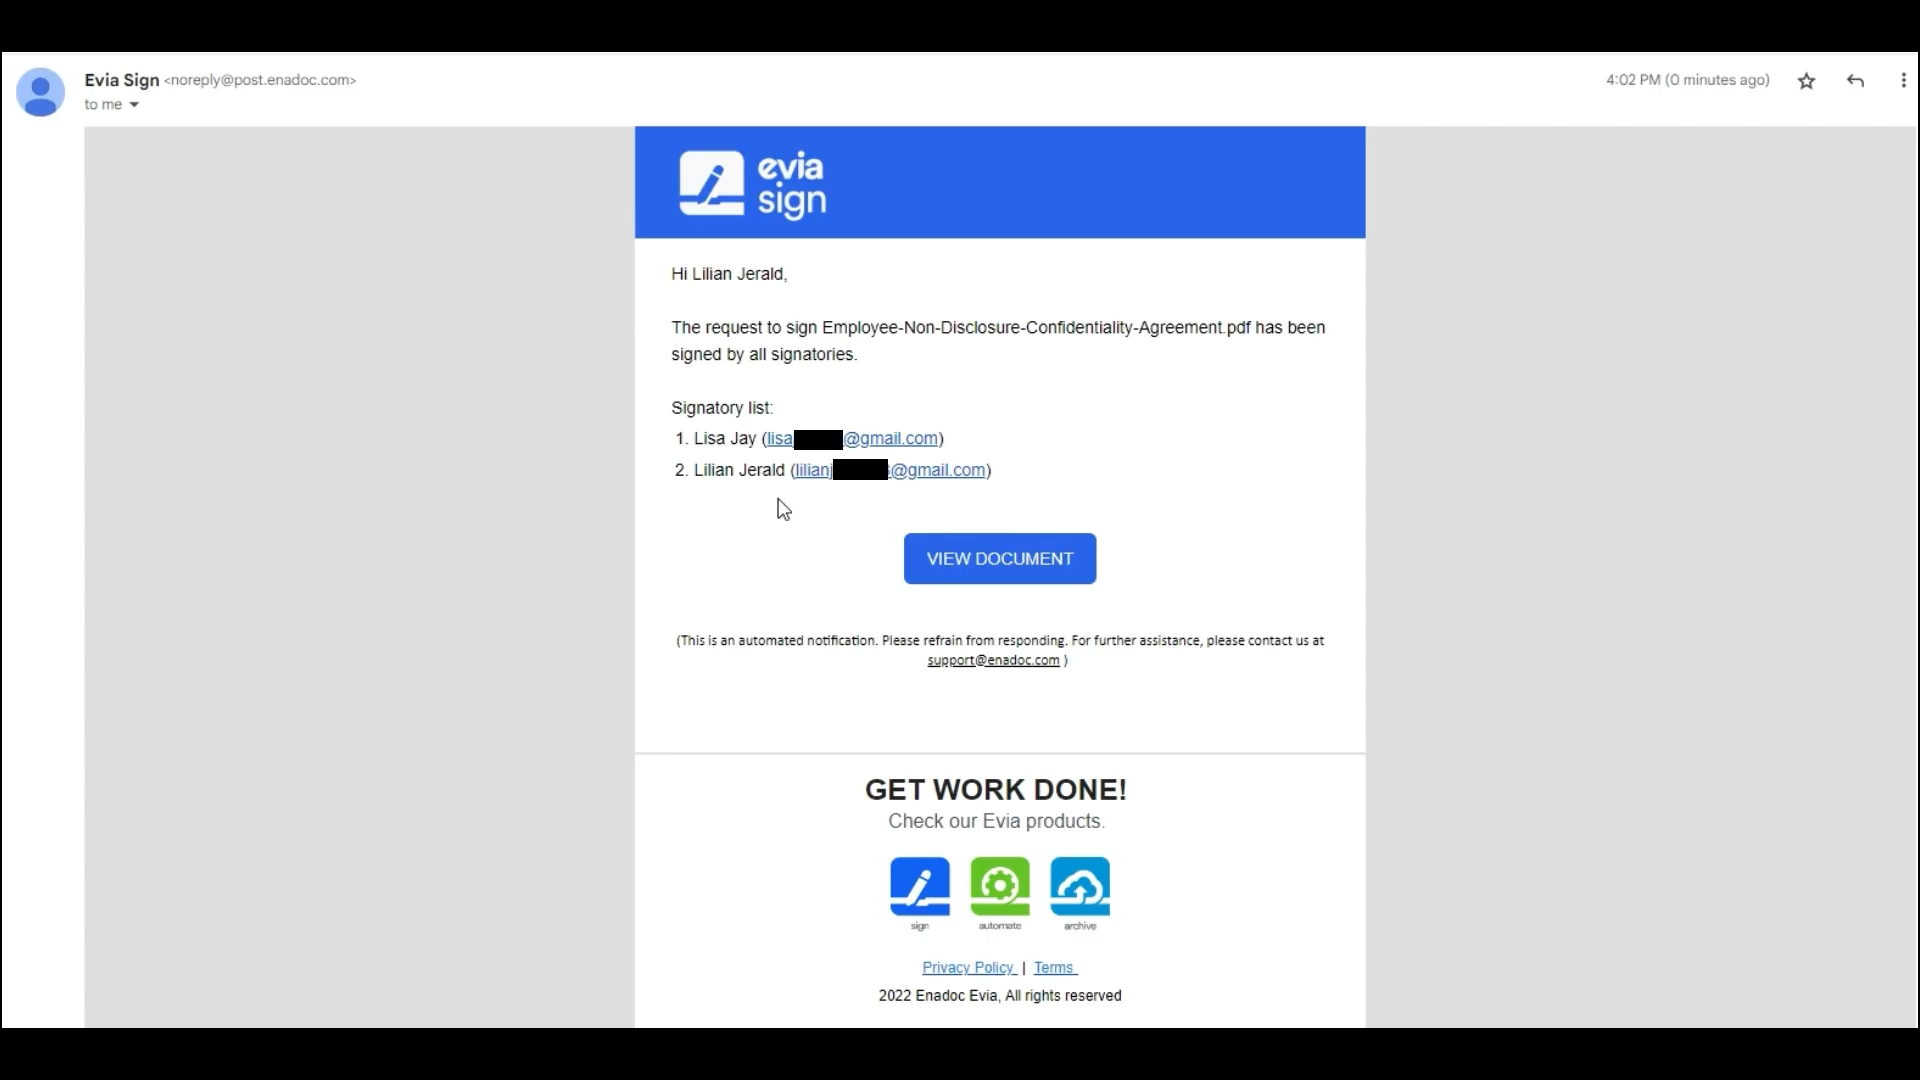 Evia Sign <noreply@post.enadoc.com>
4:02 PM (0 minutes ago)
to me
evia
sign
Hi Lilian Jerald,
The request to sign Employee-Non-Disclosure-Confidentiality-Agreement.pdf has been
signed by all signatories.
Signatory list:
1. Lisa Jay (lisa@gmail.com)
2. Lilian Jerald (lilianj@gmail.com)
VIEW DOCUMENT
(This is an automated notification. Please refrain from responding. For further assistance, please contact us at
support@enadoc.com )
GET WORK DONE!
Check our Evia products.
sign automate archive
Privacy Policy | Terms
2022 Enadoc Evia, All rights reserved